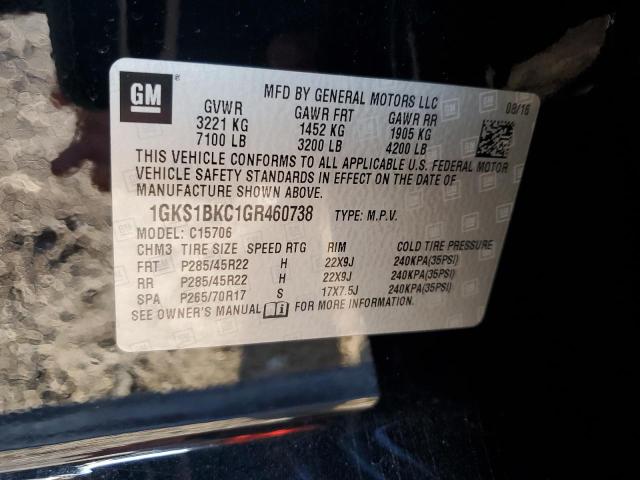 GM
MFD BY GENERAL MOTORS LLC 08/16
GVWR GAWR FRT GAWR RR
3221 KG 1452 KG 1905 KG
7100 LB 3200 LB 4200 LB
THIS VEHICLE CONFORMS TO ALL APPLICABLE U.S. FEDERAL MOTOR
VEHICLE SAFETY STANDARDS IN EFFECT ON THE DATE OF
MANUFACTURE SHOWN ABOVE.
1GKS1BKC1GR460738 TYPE: M.P.V.
MODEL: C15706
CHM3 TIRE SIZE SPEED RTG RIM COLD TIRE PRESSURE
FRT P285/45R22 H 22X9J 240KPA(35PSI)
RR P285/45R22 H 22X9J 240KPA(35PSI)
SPA P265/70R17 S 17X7.5J 240KPA(35PSI)
SEE OWNER'S MANUAL FOR MORE INFORMATION.